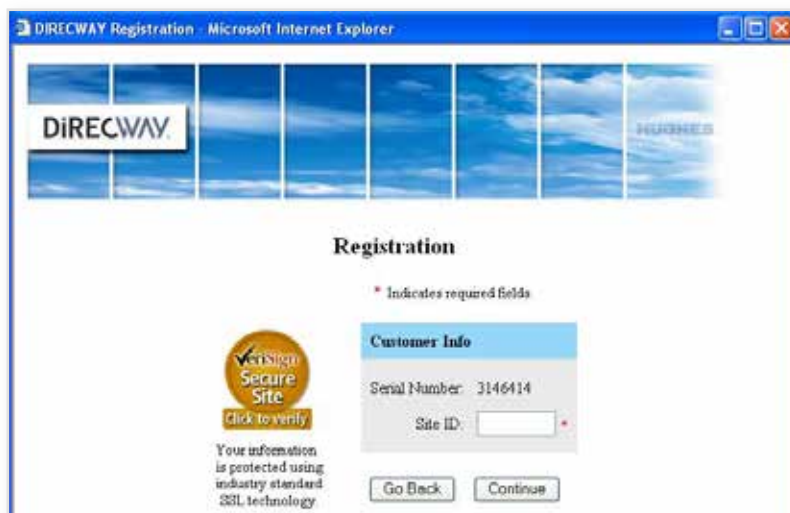 DIRECWAY Registration - Microsoft Internet Explorer
DiRECWAY
HUGHES
Registration
* Indicates required fields
Customer Info
Serial Number: 3146414
Site ID: *
VeriSign
Secure
Site
Click to verify
Your information
is protected using
industry standard
SSL technology
Go Back Continue